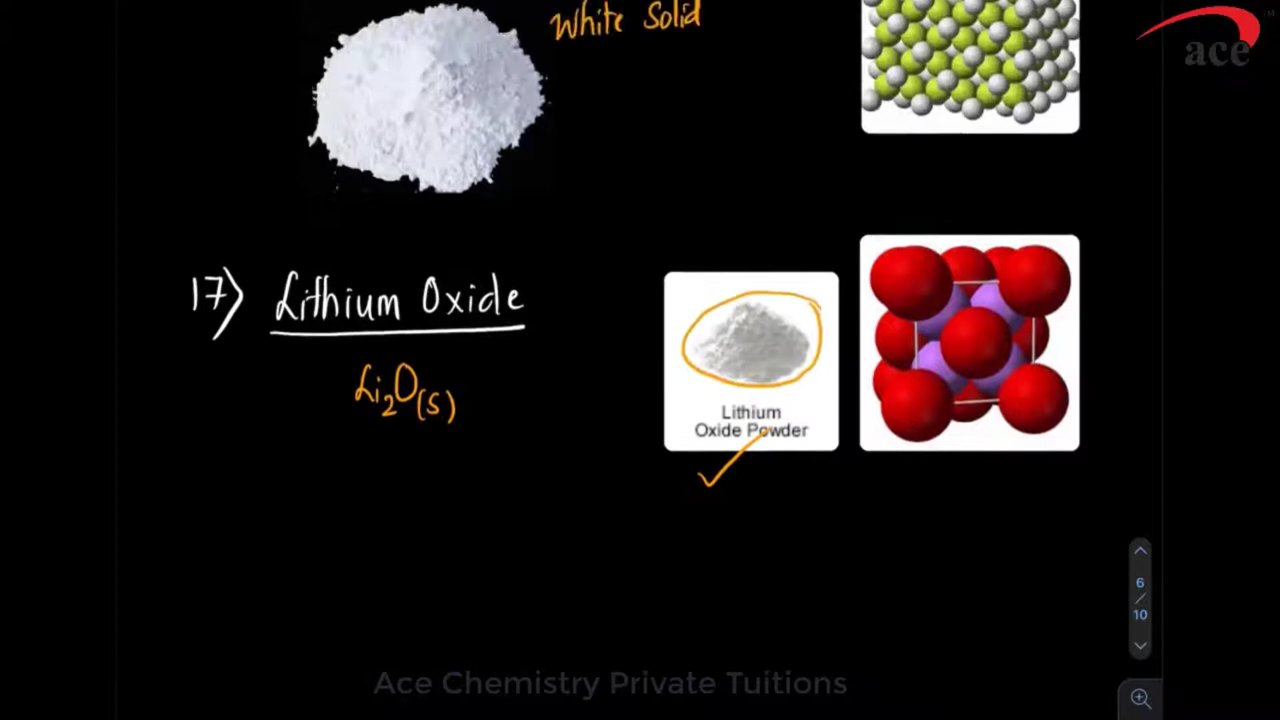 White Solid
ace
17) Lithium Oxide
Li₂O(s)
Lithium
Oxide Powder
6
/
10
Ace Chemistry Private Tuitions